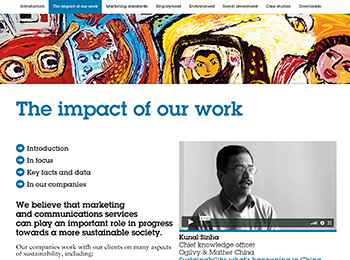 Introduction
The impact of our work
Marketing standards
Employment
Environment
Social investment
Case studies
Downloads
The impact of our work
Introduction
In focus
Key facts and data
In our companies
We believe that marketing
and communications services
can play an important role in progress
towards a more sustainable society.
Our companies work with our clients on many aspects
of sustainability, including:
Kunal Sinha
Chief knowledge officer
Ogilvy & Mather China
Sustainability what's happening in China